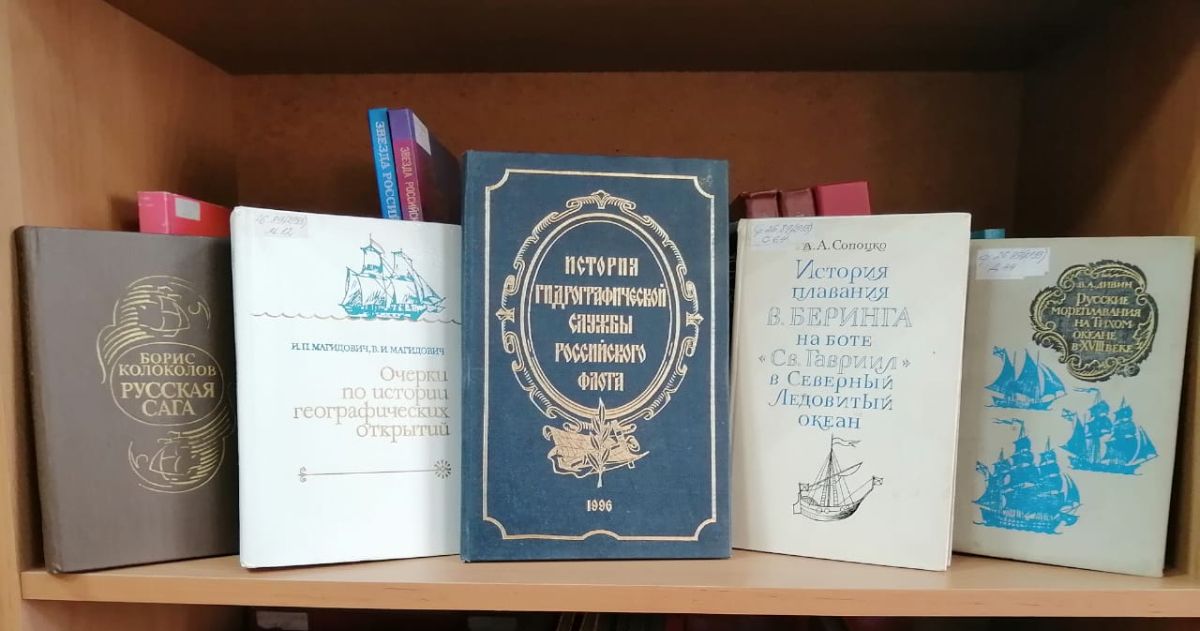 БОРИС
КОЛОКОЛОВ
РУССКАЯ
САГА
ЗВЕЗДА РОССИИ
ЗВЕЗДА РОССИЙСК
И.П.МАГИДОВИЧ, В.И.МАГИДОВИЧ
Очерки
по истории
географических
открытий
ИСТОРИЯ
ГИДРОГРАФИЧЕСКОЙ
СЛУЖБЫ
РОССИЙСКОГО
ФЛОТА
1996
А. А. Сопоцко
История
плавания
В. БЕРИНГА
на боте
«Св. Гавриил»
в Северный
Ледовитый
океан
В.А.ДИВИН
Русские
мореплавания
на Тихом
океане
в XVIII веке